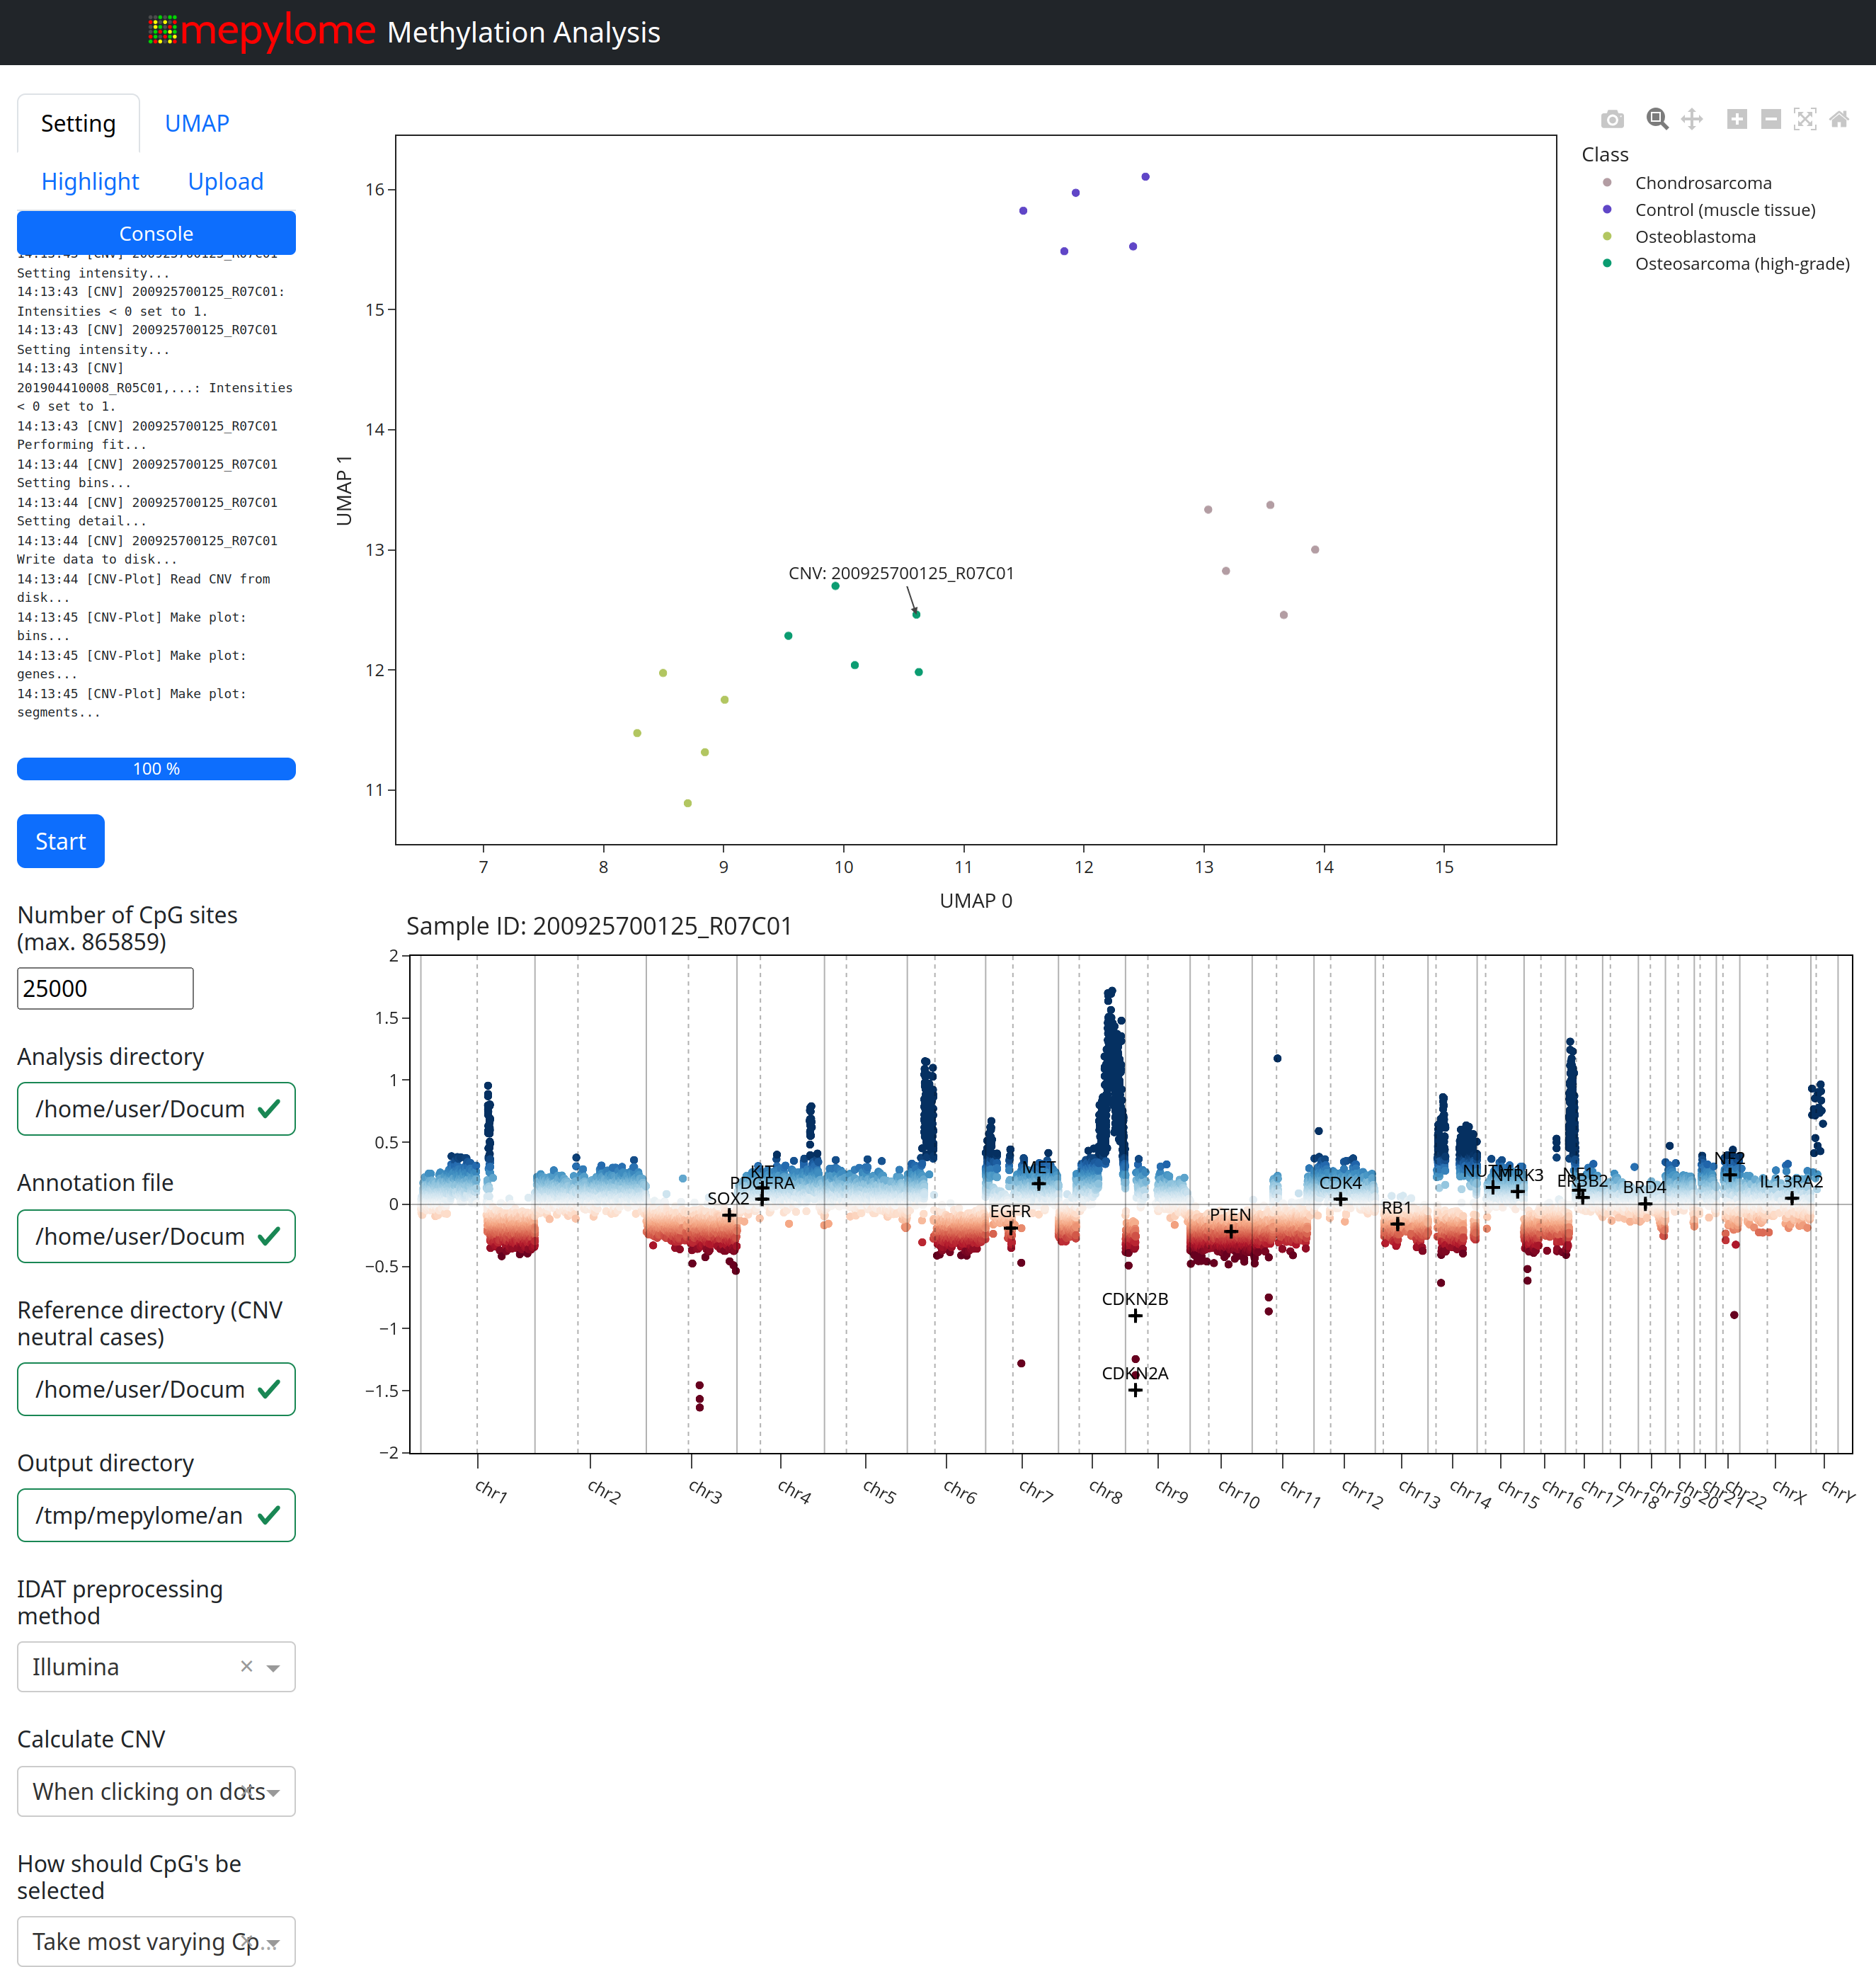 mepylome Methylation Analysis
Setting
UMAP
Highlight
Upload
Console
14:13:43 [CNV] 200925700125_R07C01
Setting intensity...
14:13:43 [CNV] 200925700125_R07C01:
Intensities < 0 set to 1.
14:13:43 [CNV] 200925700125_R07C01
Setting intensity...
14:13:43 [CNV]
201904410008_R05C01,...: Intensities
< 0 set to 1.
14:13:43 [CNV] 200925700125_R07C01
Performing fit...
14:13:44 [CNV] 200925700125_R07C01
Setting bins...
14:13:44 [CNV] 200925700125_R07C01
Setting detail...
14:13:44 [CNV] 200925700125_R07C01
Write data to disk...
14:13:44 [CNV-Plot] Read CNV from
disk...
14:13:45 [CNV-Plot] Make plot:
bins...
14:13:45 [CNV-Plot] Make plot:
genes...
14:13:45 [CNV-Plot] Make plot:
segments...
100 %
Start
Number of CpG sites
(max. 865859)
25000
Analysis directory
/home/user/Docum
Annotation file
/home/user/Docum
Reference directory (CNV
neutral cases)
/home/user/Docum
Output directory
/tmp/mepylome/an
IDAT preprocessing
method
Illumina
×
Calculate CNV
When clicking on dots
×
How should CpG's be
selected
Take most varying Cp...
×
16
15
14
13
12
11
UMAP 1
CNV: 200925700125_R07C01
7
8
9
10
11
12
13
14
15
UMAP 0
Class
Chondrosarcoma
Control (muscle tissue)
Osteoblastoma
Osteosarcoma (high-grade)
Sample ID: 200925700125_R07C01
2
1.5
1
0.5
0
−0.5
−1
−1.5
−2
KIT
PDGFRA
SOX2
MET
EGFR
CDKN2B
CDKN2A
PTEN
CDK4
RB1
NTRK3
NF1
ERBB2
BRD4
NF2
IL13RA2
chr1
chr2
chr3
chr4
chr5
chr6
chr7
chr8
chr9
chr10
chr11
chr12
chr13
chr14
chr15
chr16
chr17
chr18
chr19
chr20
chr21
chr22
chrX
chrY